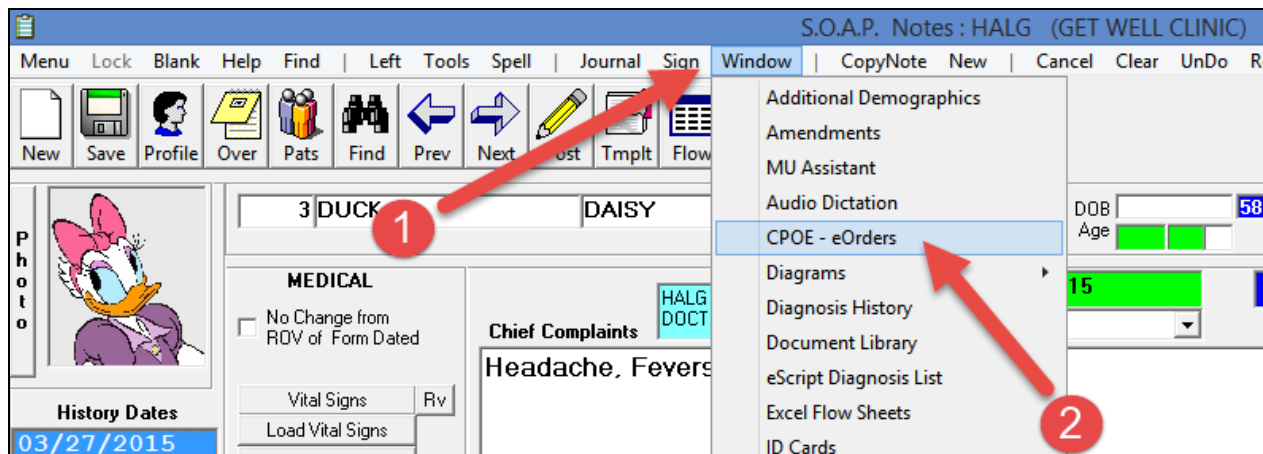 S.O.A.P. Notes : HALG (GET WELL CLINIC)
Menu Lock Blank Help Find | Left Tools Spell | Journal Sign Window | CopyNote New | Cancel Clear UnDo
New Save Profile Over Pats Find Prev Next Tmplt Flow
Additional Demographics
Amendments
MU Assistant
Audio Dictation
CPOE - eOrders
Diagrams
Diagnosis History
Document Library
eScript Diagnosis List
Excel Flow Sheets
ID Cards
1
2
Photo
3 DUCK DAISY
DOB 58
Age
MEDICAL
No Change from
ROV of Form Dated
Vital Signs Rv
Load Vital Signs
HALG
DOCT
15
Chief Complaints
Headache, Fevers
History Dates
03/27/2015